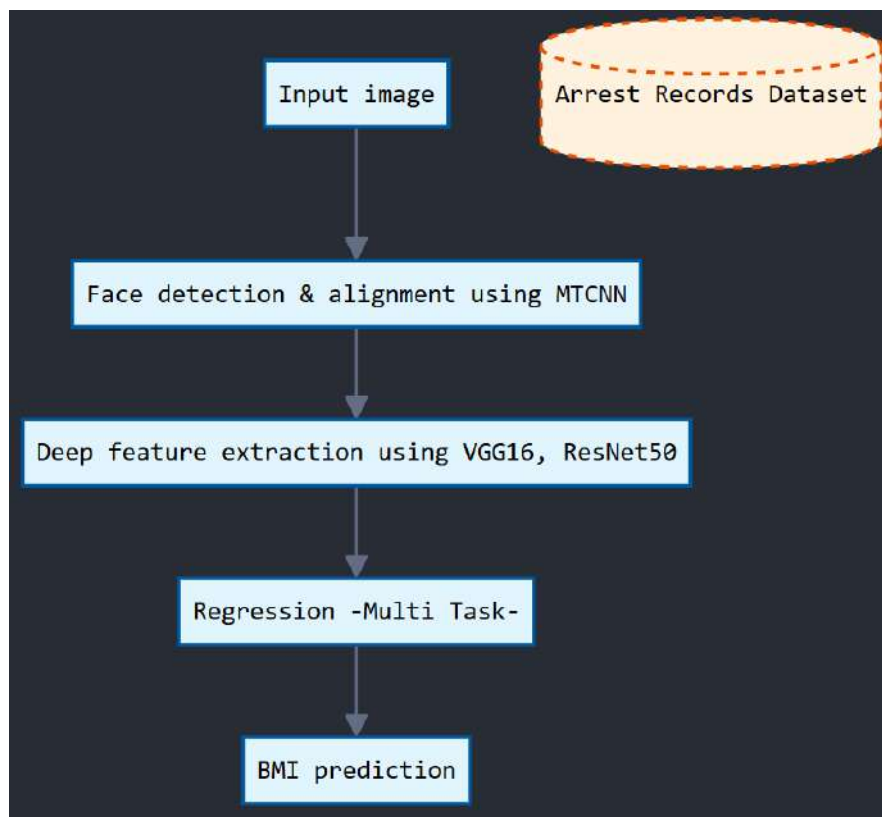 Input image
Arrest Records Dataset
Face detection & alignment using MTCNN
Deep feature extraction using VGG16, ResNet50
Regression -Multi Task-
BMI prediction